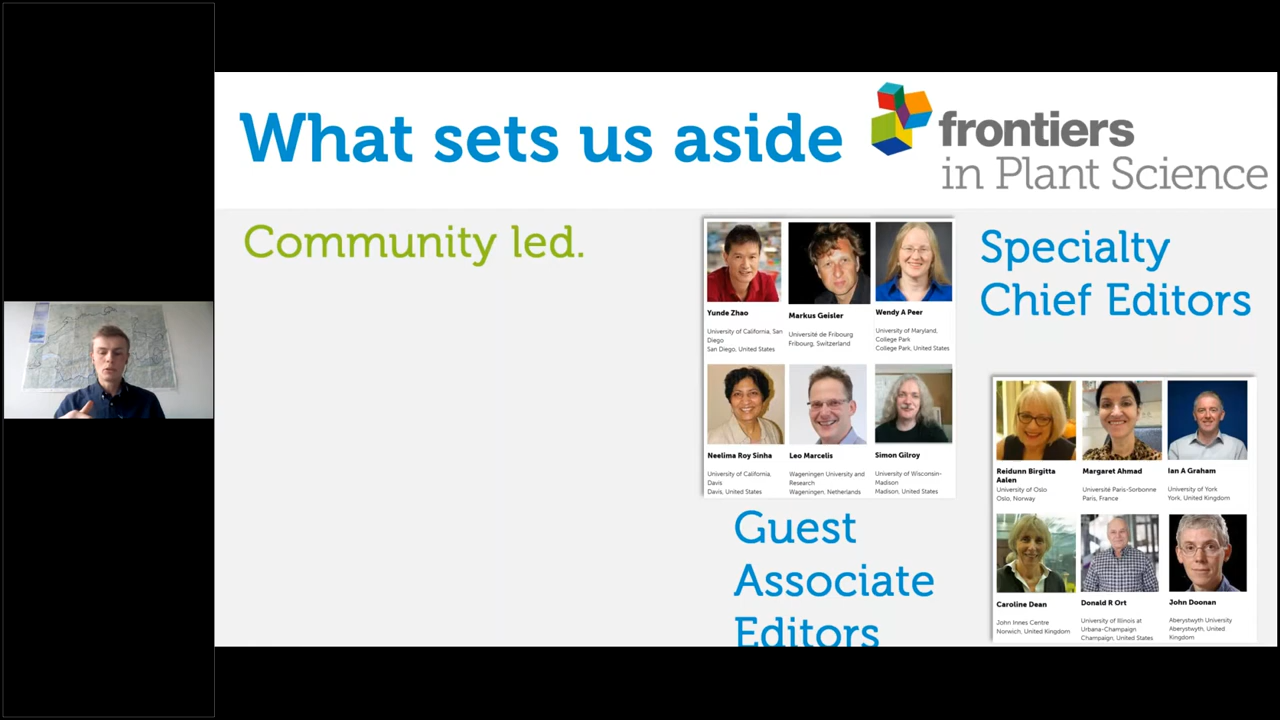 What sets us aside
frontiers
in Plant Science
Community led.
Specialty
Chief Editors
Yunde Zhao
University of California, San
Diego
San Diego, United States
Markus Geisler
Université de Fribourg
Fribourg, Switzerland
Wendy A Peer
University of Maryland,
College Park
College Park, United States
Neelima Roy Sinha
University of California,
Davis
Davis, United States
Leo Marcelis
Wageningen University and
Research
Wageningen, Netherlands
Simon Gilroy
University of Wisconsin-
Madison
Madison, United States
Reidunn Birgitta
Aalen
University of Oslo
Oslo, Norway
Margaret Ahmad
Université Paris-Sorbonne
Paris, France
Ian A Graham
University of York
York, United Kingdom
Caroline Dean
John Innes Centre
Norwich, United Kingdom
Donald R Ort
University of Illinois at
Urbana-Champaign
Champaign, United States
John Doonan
Aberystwyth University
Aberystwyth, United
Kingdom
Guest
Associate
Editors